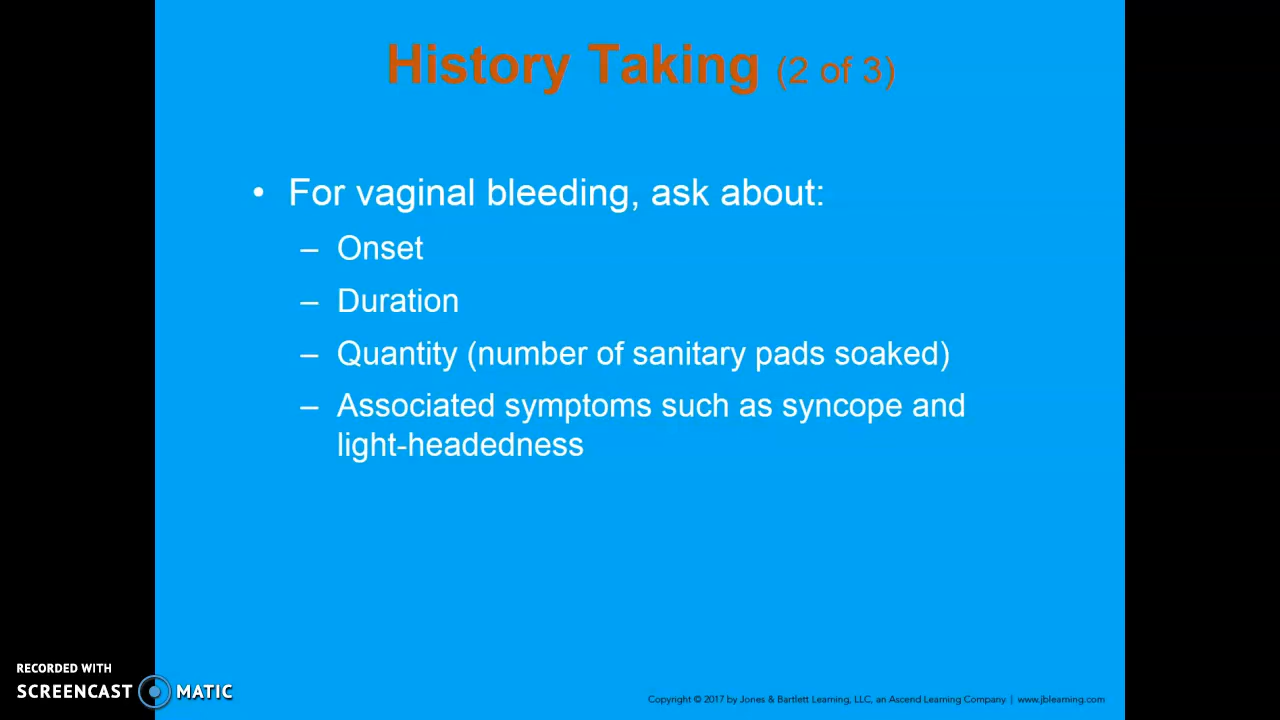 History Taking (2 of 3)
• For vaginal bleeding, ask about:
– Onset
– Duration
– Quantity (number of sanitary pads soaked)
– Associated symptoms such as syncope and
light-headedness
RECORDED WITH
SCREENCAST MATIC
Copyright © 2017 by Jones & Bartlett Learning, LLC, an Ascend Learning Company | www.jblearning.com